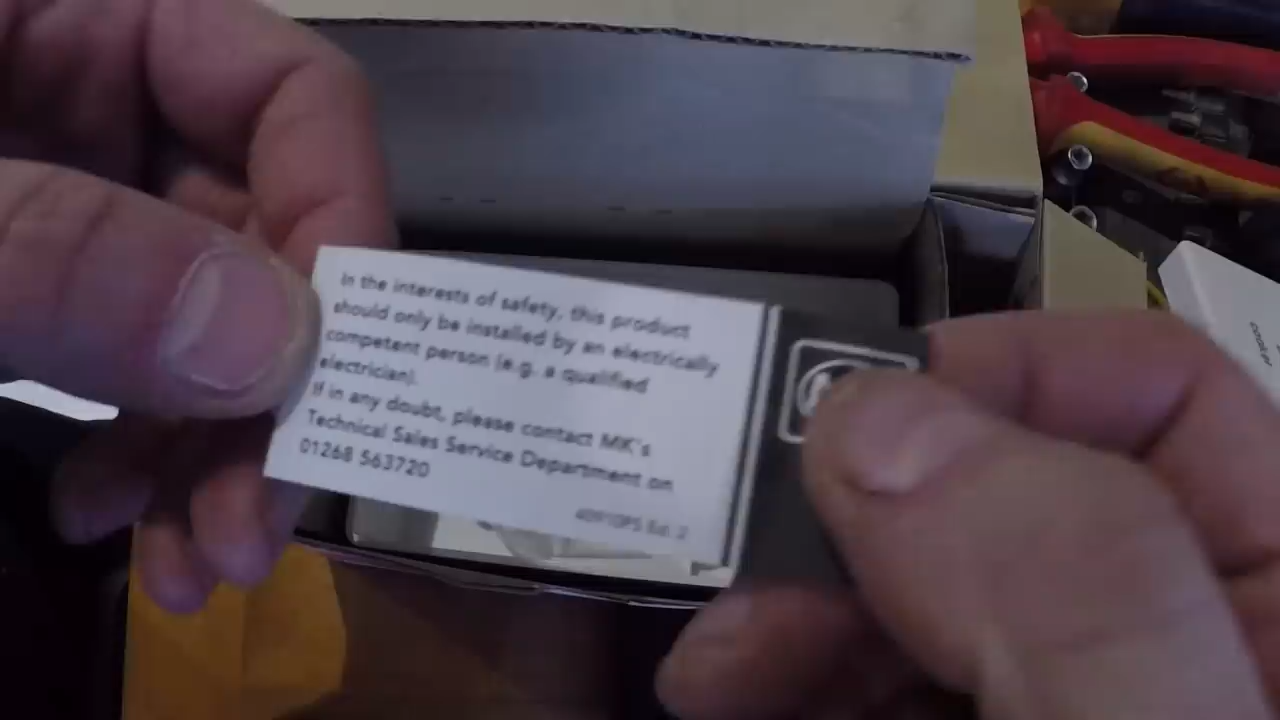 In the interests of safety, this product
should only be installed by an electrically
competent person (e.g. a qualified
electrician).
If in any doubt, please contact MK's
Technical Sales Service Department on
01268 563720
cooker